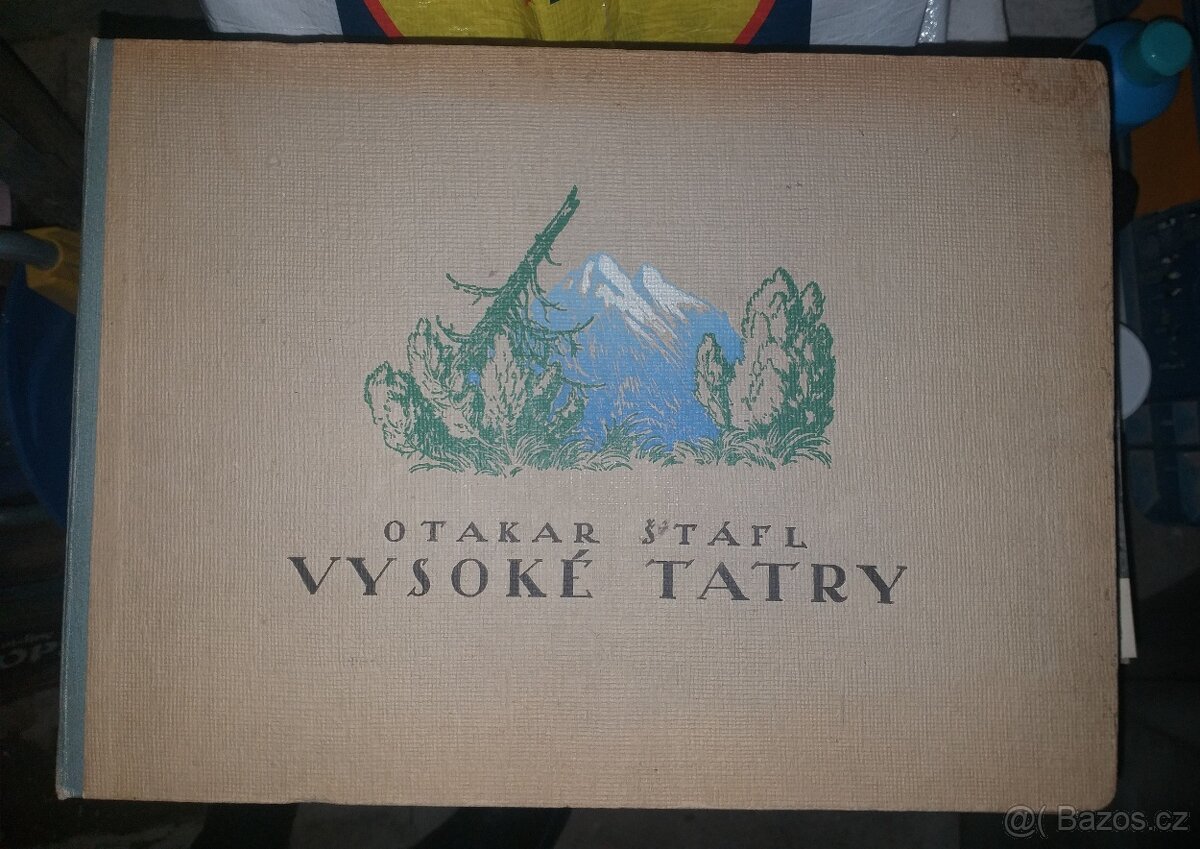 OTAKAR ŠTÁFL
VYSOKÉ TATRY
@( Bazos.cz